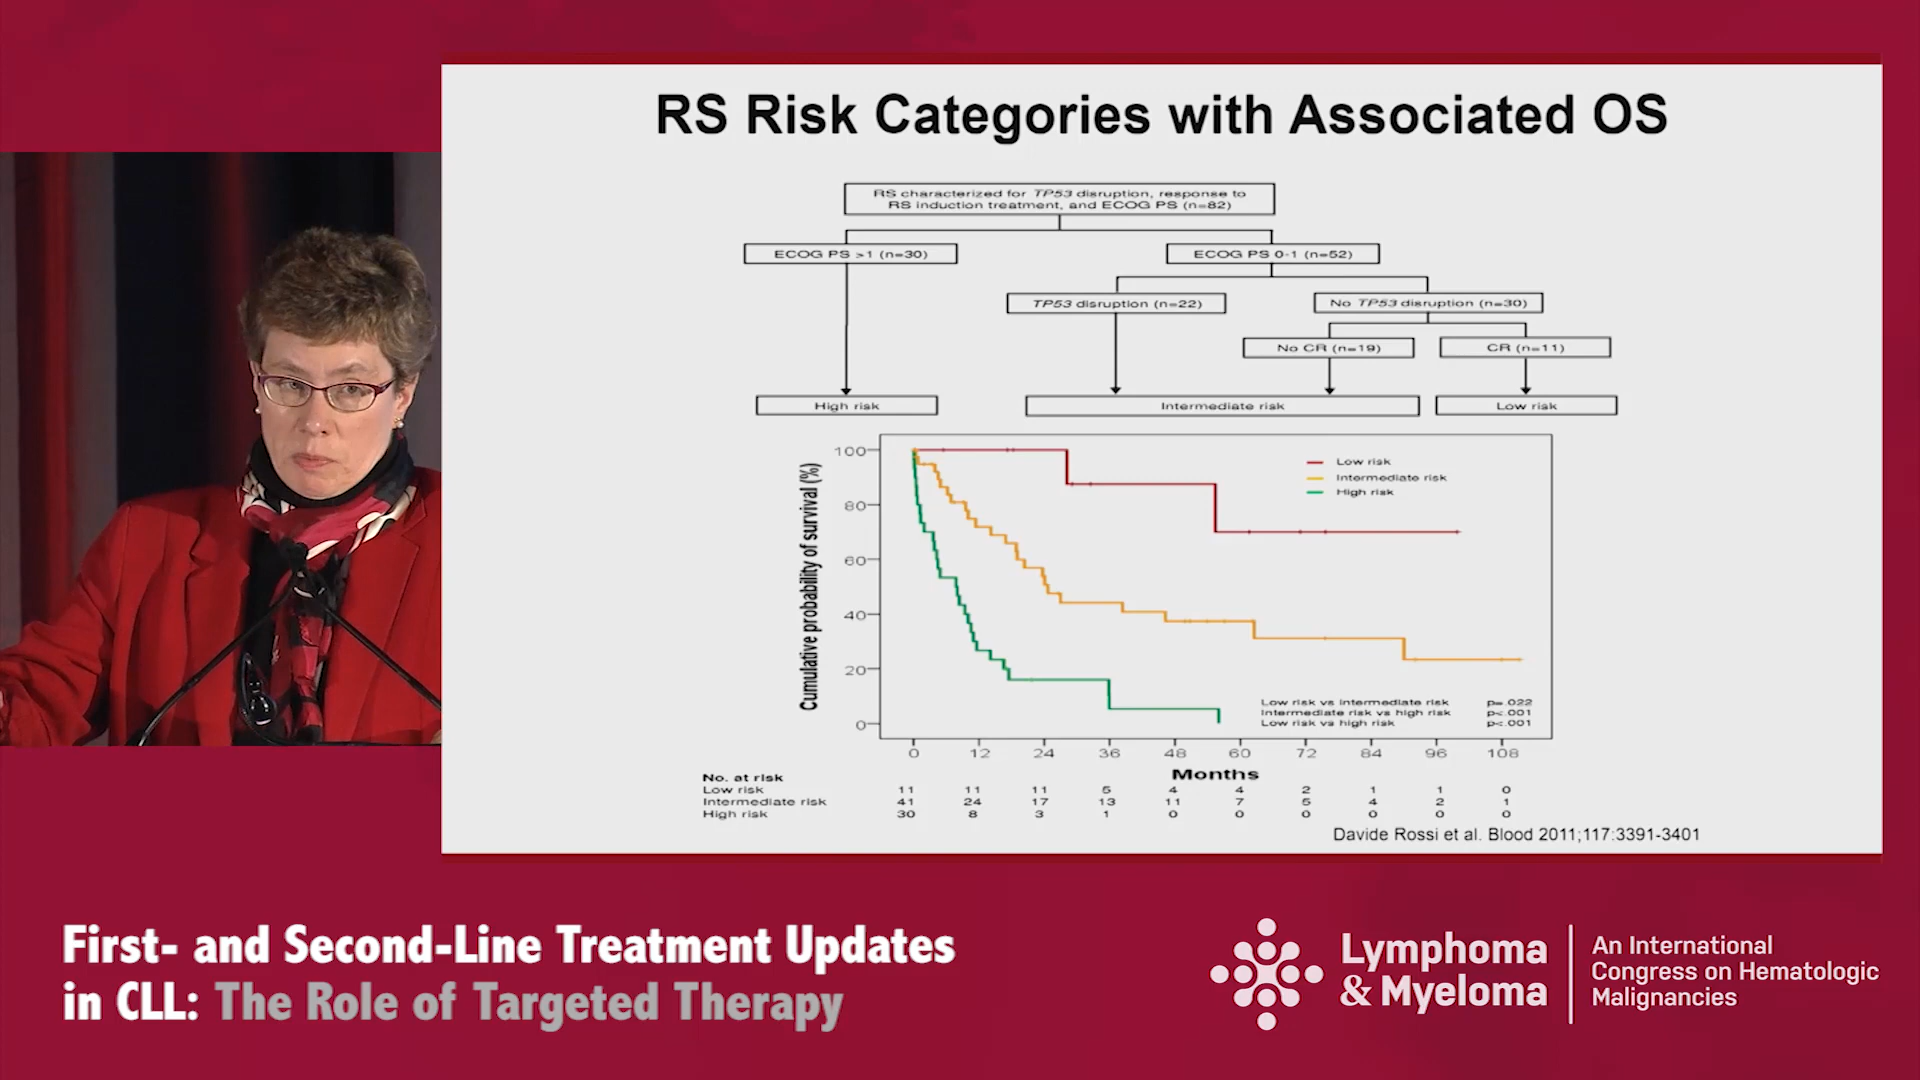 RS Risk Categories with Associated OS
RS characterized for TP53 disruption, response to
RS induction treatment, and ECOG PS (n=82)
ECOG PS >1 (n=30)
ECOG PS 0-1 (n=52)
TP53 disruption (n=22)
No TP53 disruption (n=30)
No CR (n=19)
CR (n=11)
High risk
Intermediate risk
Low risk
Cumulative probability of survival (%)
100
80
60
40
20
0
Low risk
Intermediate risk
High risk
Low risk vs Intermediate risk p=.022
Intermediate risk vs high risk p<.001
Low risk vs high risk p<.001
0 12 24 36 48 60 72 84 96 108
Months
No. at risk
Low risk 11 11 11 5 4 4 2 1 1 0
Intermediate risk 41 24 17 13 11 7 5 4 2 1
High risk 30 8 3 1 0 0 0 0 0 0
Davide Rossi et al. Blood 2011;117:3391-3401
First- and Second-Line Treatment Updates
in CLL: The Role of Targeted Therapy
Lymphoma
& Myeloma
An International
Congress on Hematologic
Malignancies